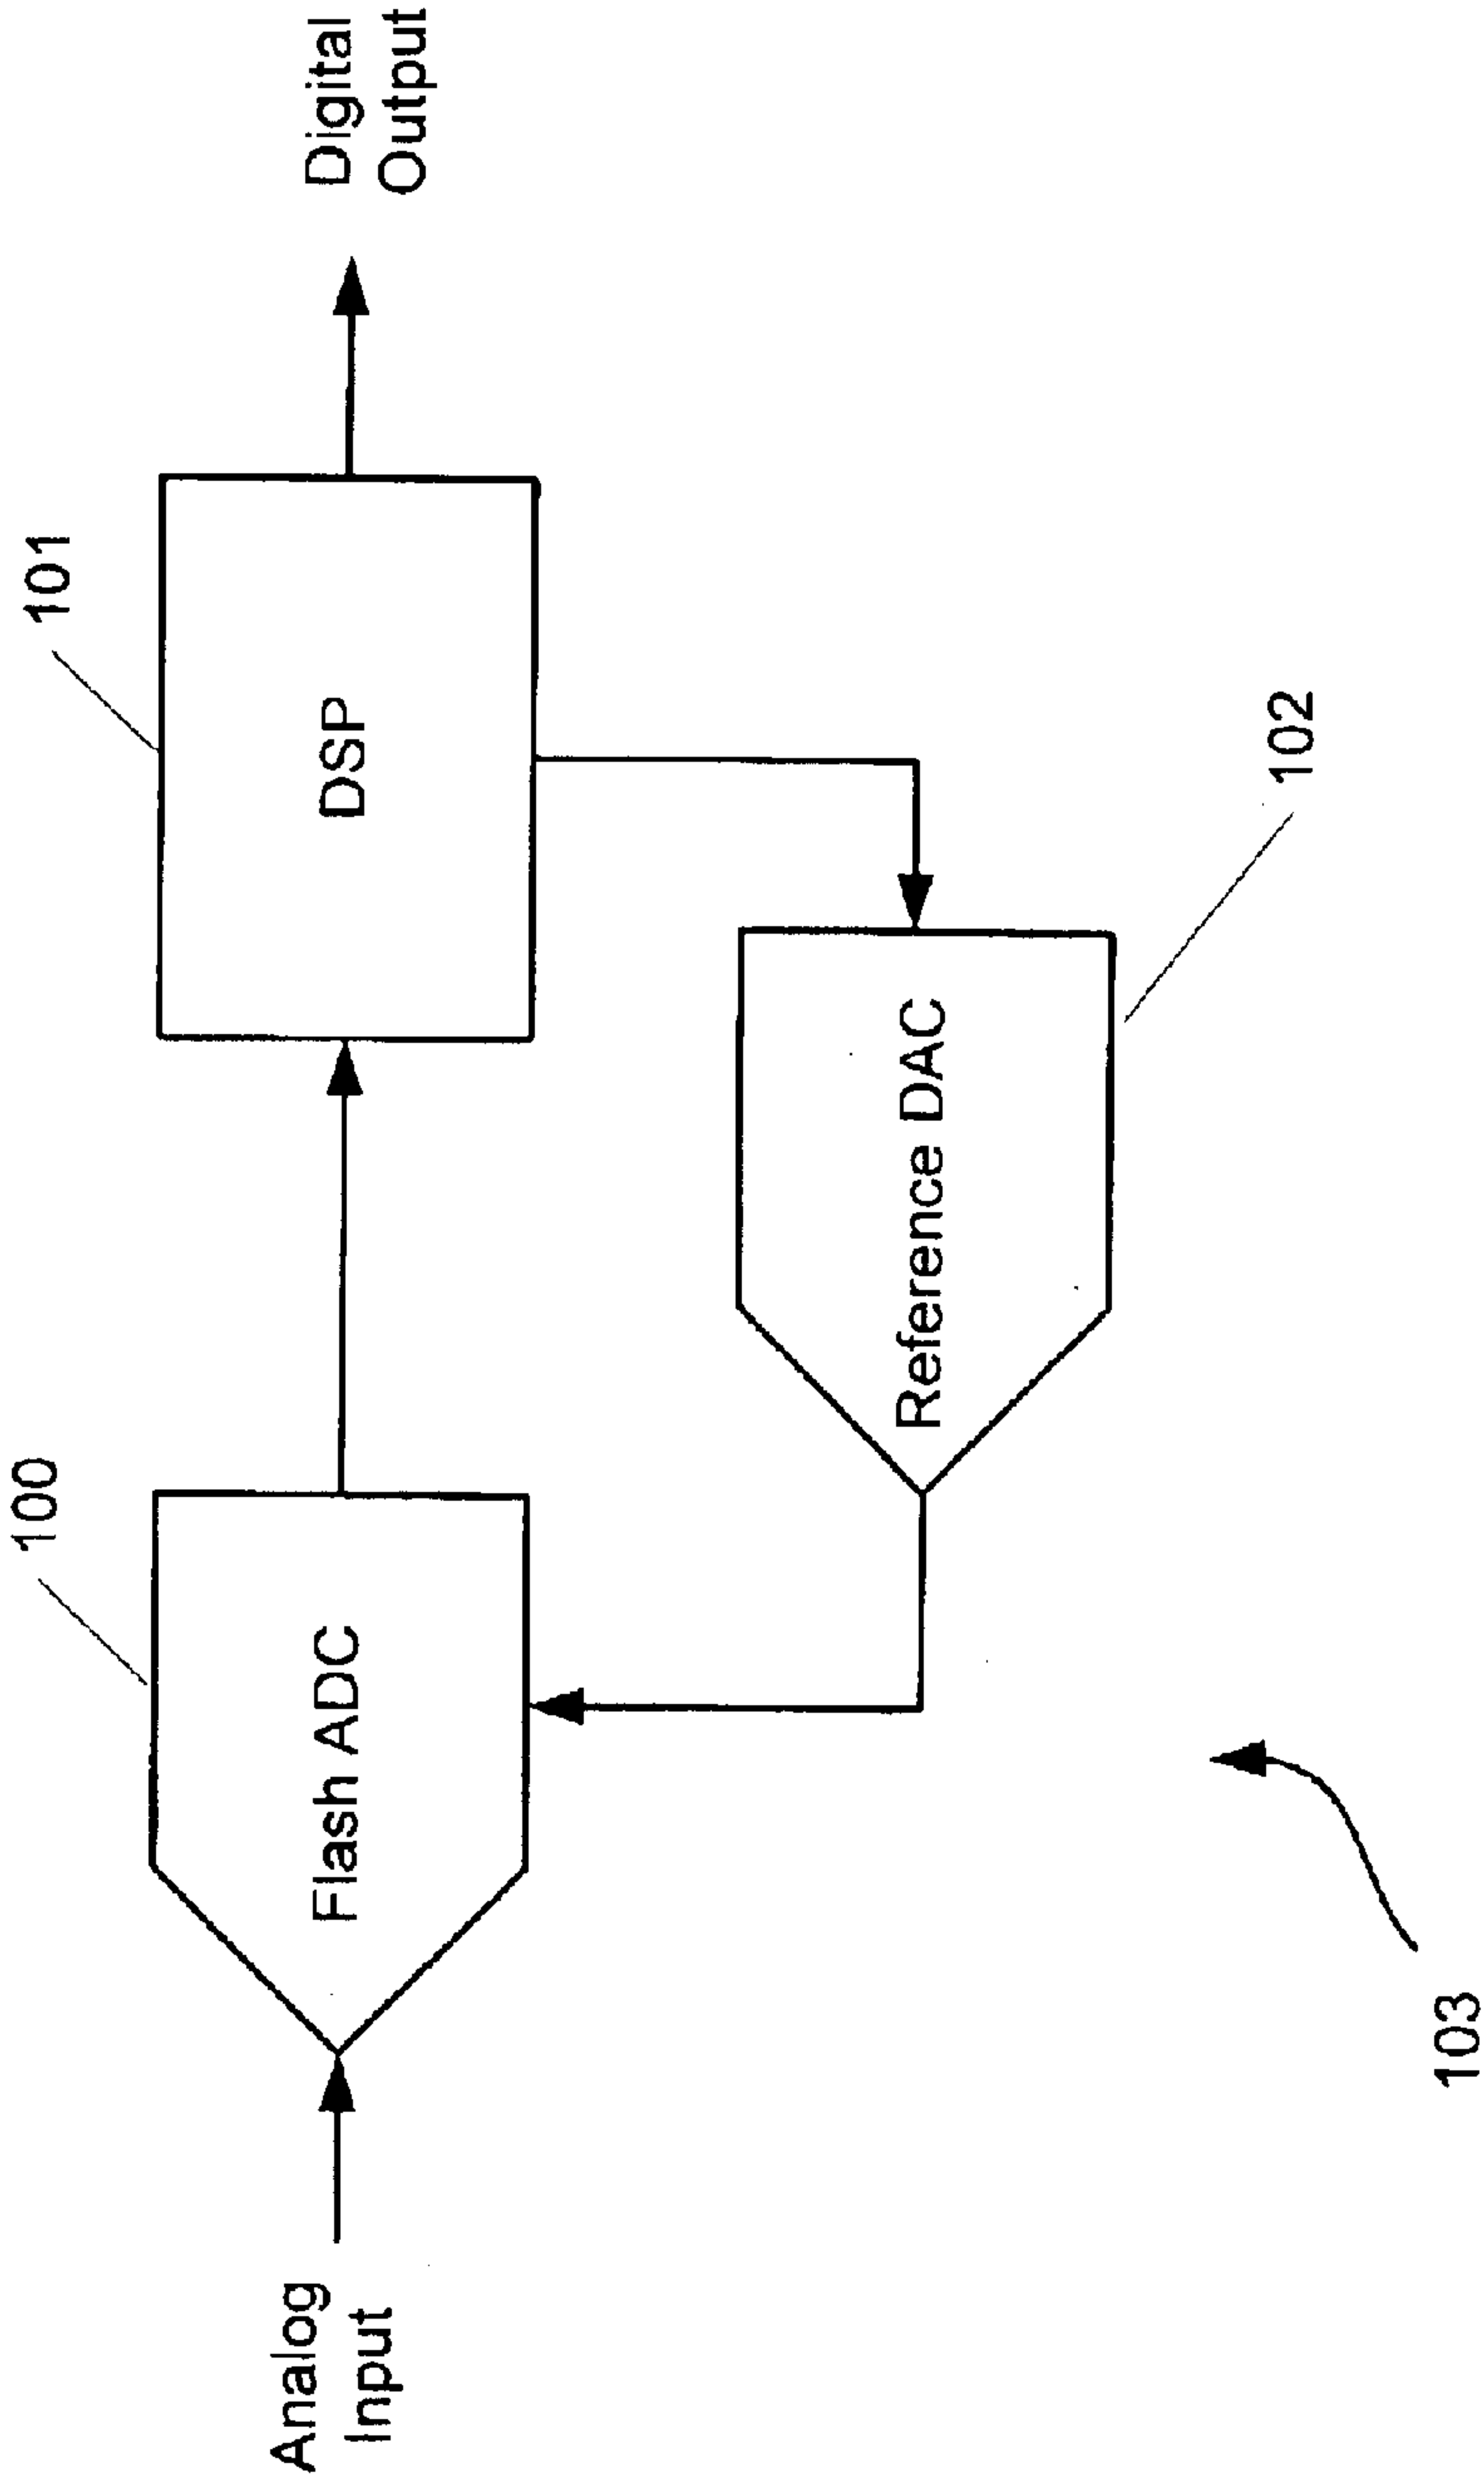 100
101
Analog
Input
Flash ADC
DSP
Digital
Output
Reference DAC
102
103